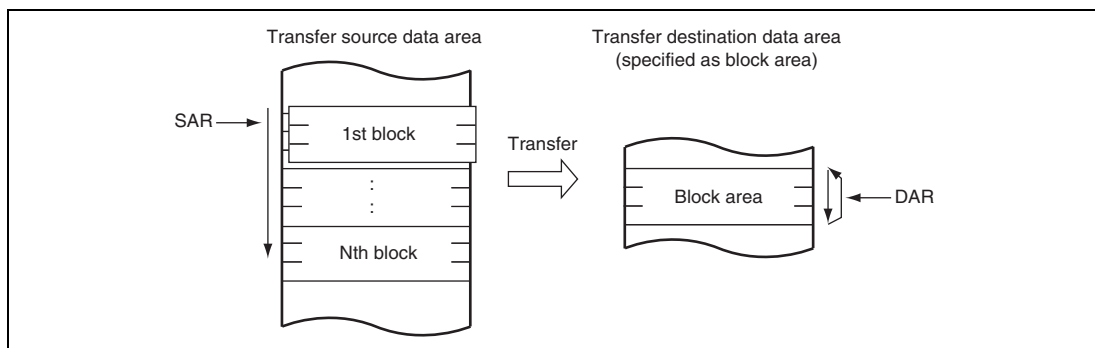 Transfer source data area
Transfer destination data area
(specified as block area)
SAR
1st block
Transfer
Block area
DAR
Nth block